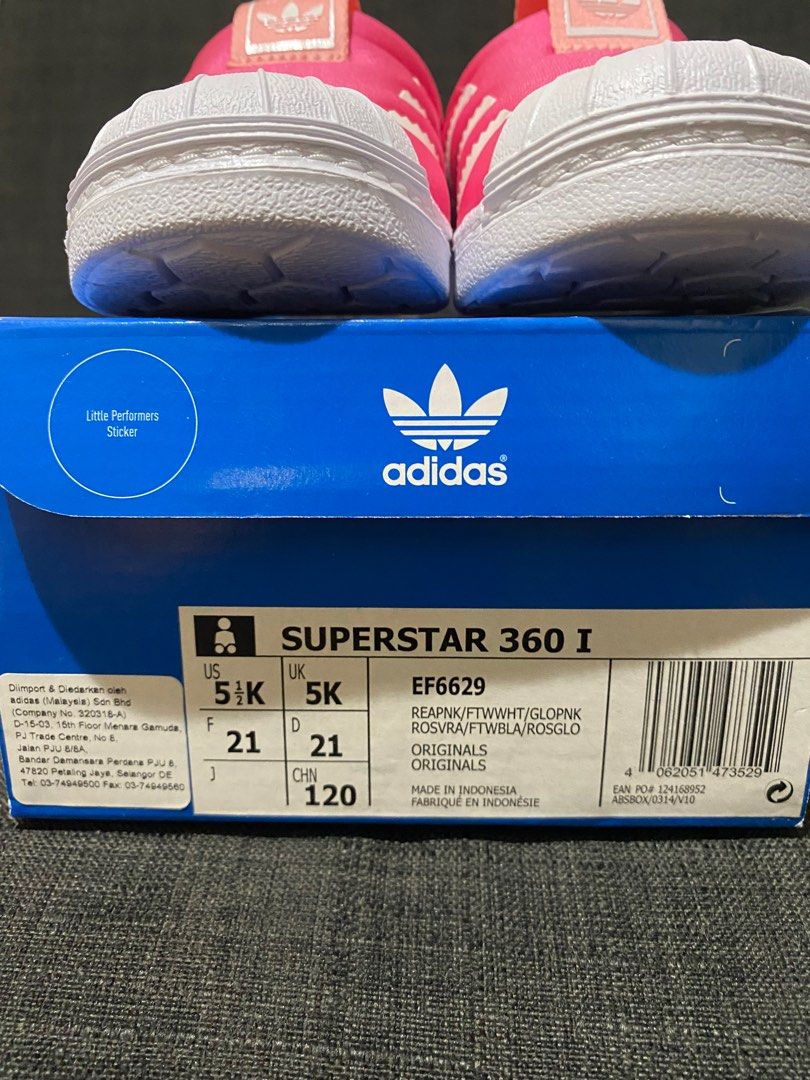 Little Performers
Sticker
adidas®
SUPERSTAR 360 I
US
5½K
UK
5K
F
21
D
21
J
CHN
120
EF6629
REAPNK/FTWWHT/GLOPNK
ROSVRA/FTWBLA/ROSGLO
ORIGINALS
ORIGINALS
MADE IN INDONESIA
FABRIQUÉ EN INDONÉSIE
4 062051 473529
EAN PO# 124168952
ABSBOX/0314/V10
Diimport & Diedarkan oleh
adidas (Malaysia) Sdn Bhd
(Company No. 320318-A)
D-15-03, 15th Floor Menara Gamuda,
PJ Trade Centre, No 8,
Jalan PJU 8/8A,
Bandar Damansara Perdana PJU 8,
47820 Petaling Jaya, Selangor DE
Tel: 03-74949500 Fax: 03-74949560